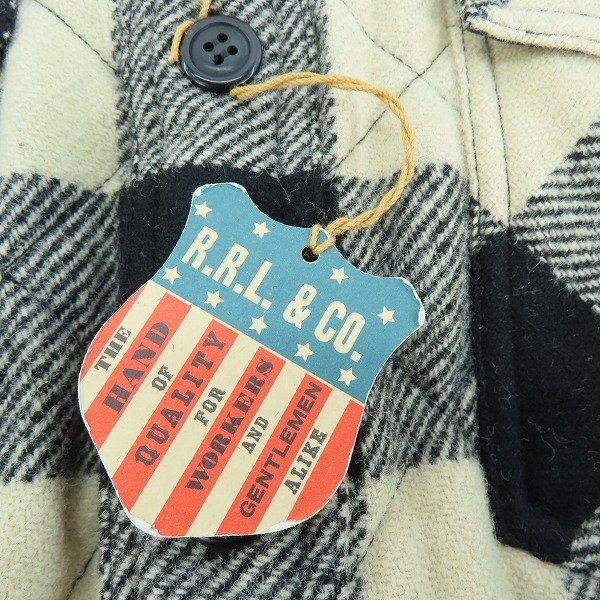 R.R.L. & CO.
THE
HAND
OF
QUALITY
FOR
WORKERS
AND
GENTLEMEN
ALIKE